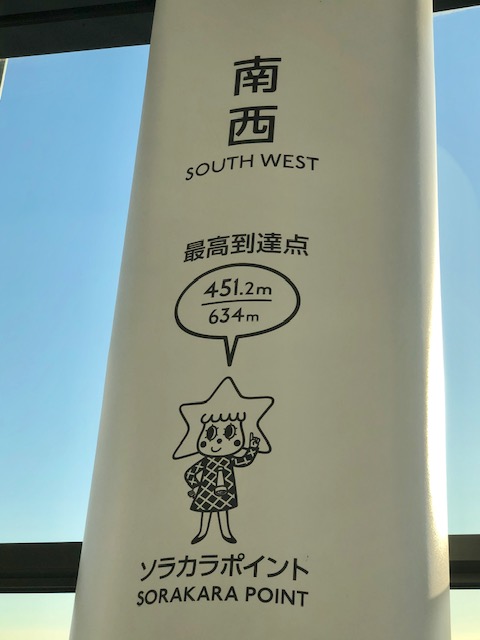 南
西
SOUTH WEST
最高到達点
451.2m
634m
ソラカラポイント
SORAKARA POINT